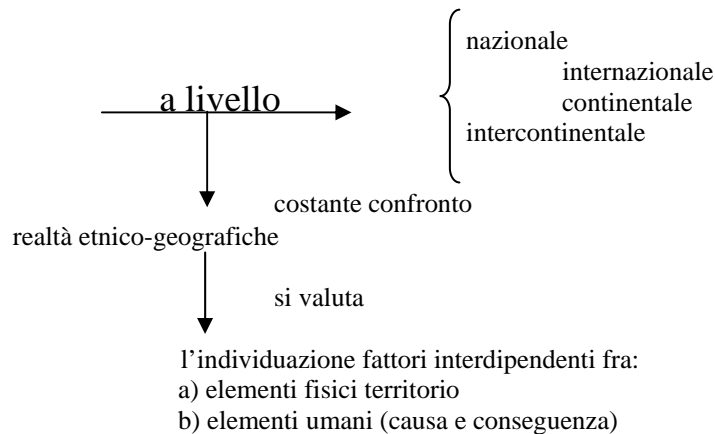 nazionale
internazionale
a livello
continentale
intercontinentale
costante confronto
realtà etnico-geografiche
si valuta
l’individuazione fattori interdipendenti fra:
a) elementi fisici territorio
b) elementi umani (causa e conseguenza)